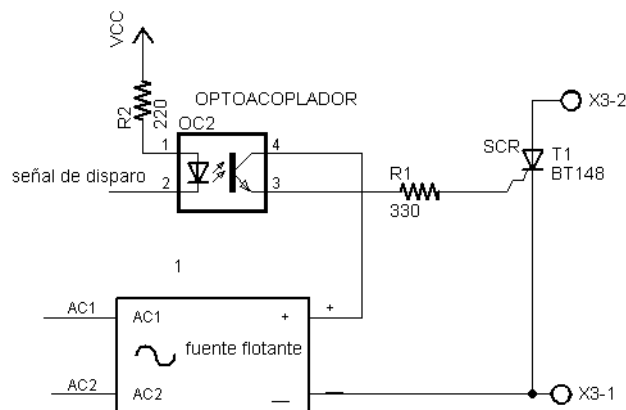 VCC
R2
220
OPTOACOPLADOR
OC2
1
4
señal de disparo
2
3
R1
330
SCR
T1
BT148
X3-2
1
AC1
AC1
+
+
fuente flotante
AC2
AC2
—
—
X3-1